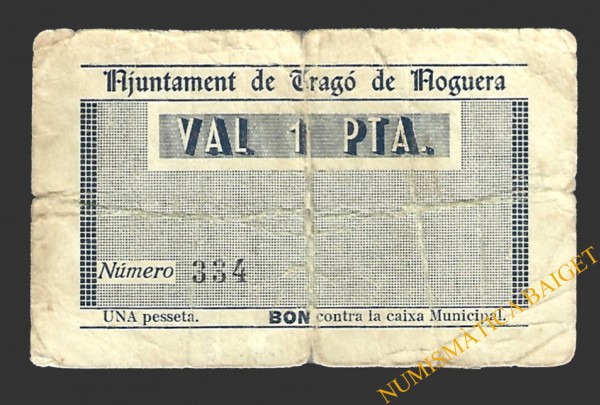 Ajuntament de Tragó de Noguera
VAL 1 PTA.
Número 334
UNA pesseta. BON contra la caixa Municipal.
NUMISMATICA BAIGET